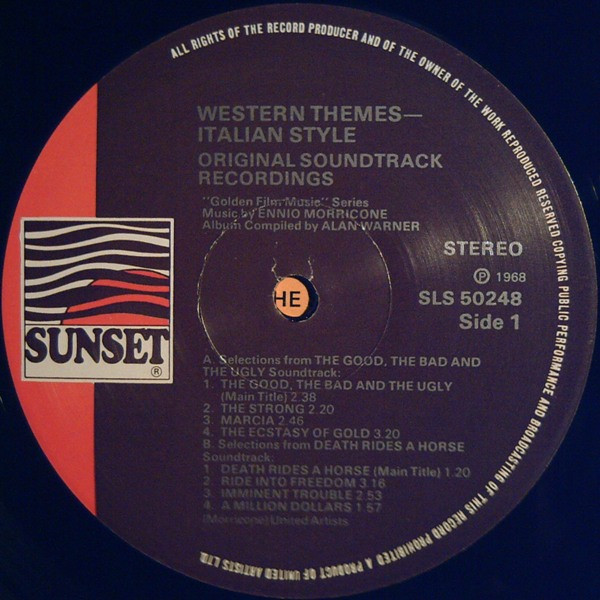 ALL RIGHTS OF THE RECORD PRODUCER AND OF THE OWNER OF THE WORK REPRODUCED RESERVED COPYING PUBLIC PERFORMANCE AND BROADCASTING OF THIS RECORD PROHIBITED A PRODUCT OF UNITED ARTISTS LTD.
WESTERN THEMES—
ITALIAN STYLE
ORIGINAL SOUNDTRACK
RECORDINGS
"Golden Film Music" Series
Music by ENNIO MORRICONE
Album Compiled by ALAN WARNER
STEREO
Ⓟ 1968
SLS 50248
Side 1
HE
SUNSET®
A. Selections from THE GOOD, THE BAD AND
THE UGLY Soundtrack:
1. THE GOOD, THE BAD AND THE UGLY
(Main Title) 2.38
2. THE STRONG 2.20
3. MARCIA 2.46
4. THE ECSTASY OF GOLD 3.20
B. Selections from DEATH RIDES A HORSE
Soundtrack:
1. DEATH RIDES A HORSE (Main Title) 1.20
2. RIDE INTO FREEDOM 3.16
3. IMMINENT TROUBLE 2.53
4. A MILLION DOLLARS 1.57
(Morricone) United Artists